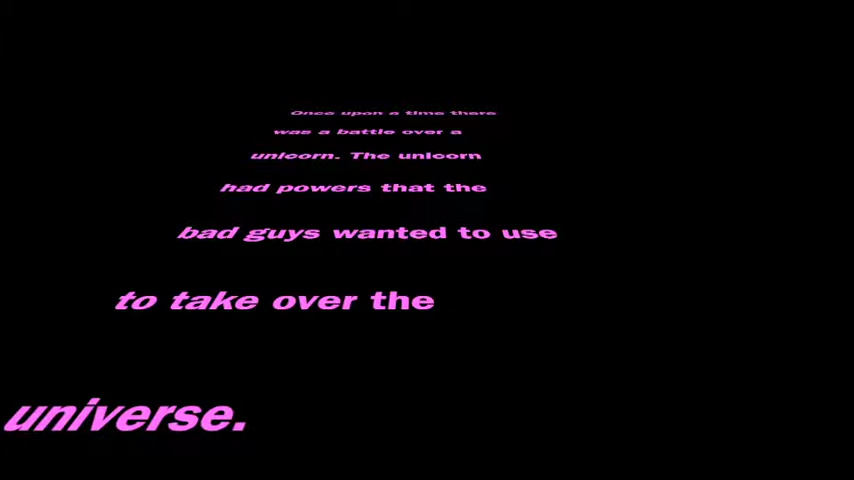 Once upon a time there
was a battle over a
unicorn. The unicorn
had powers that the
bad guys wanted to use
to take over the
universe.